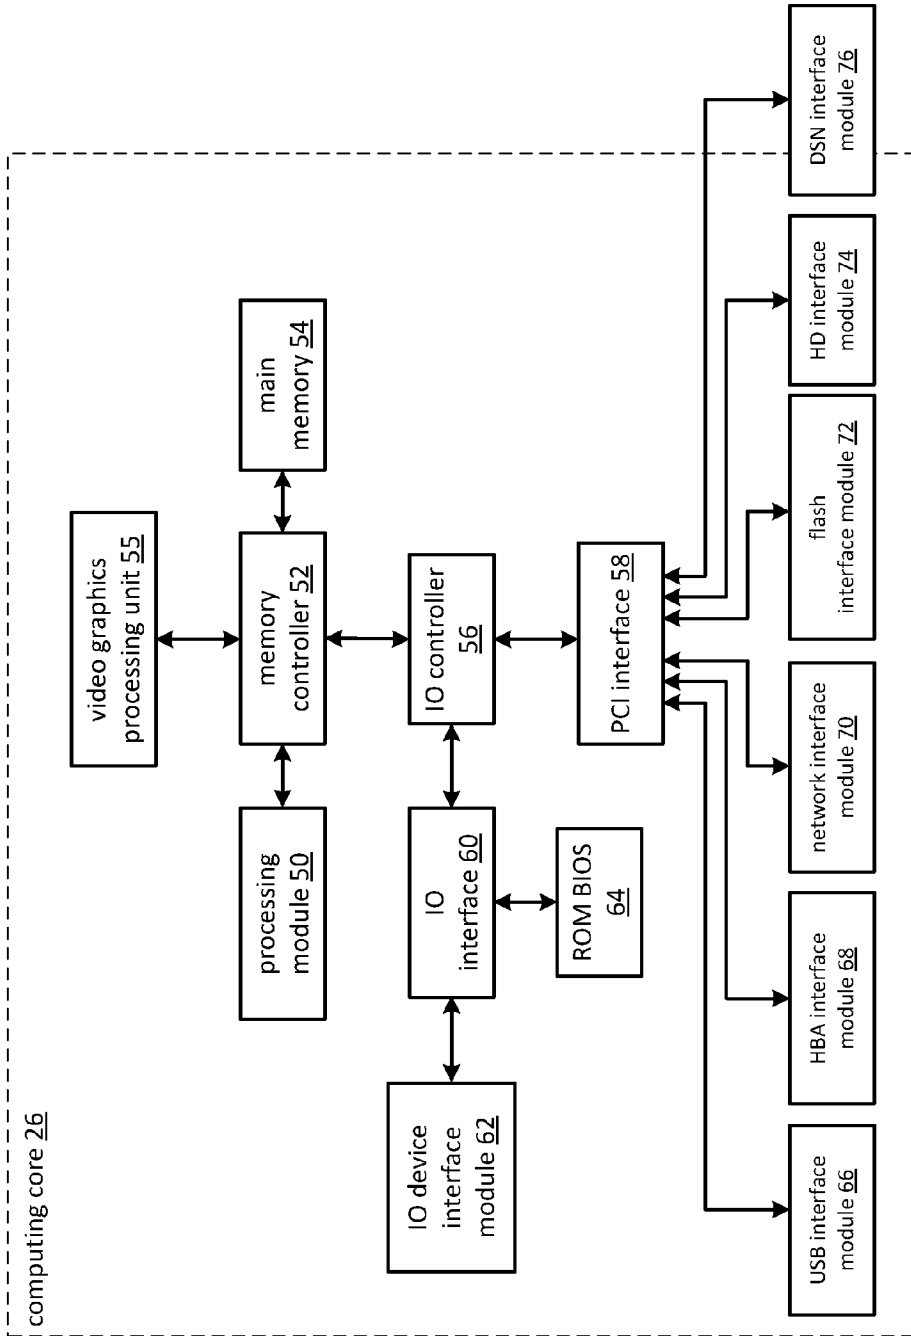 computing core 26
video graphics
processing unit 55
processing
module 50
memory
controller 52
main
memory 54
IO device
interface
module 62
IO
interface 60
IO controller
56
ROM BIOS
64
PCI interface 58
USB interface
module 66
HBA interface
module 68
network interface
module 70
flash
interface module 72
HD interface
module 74
DSN interface
module 76